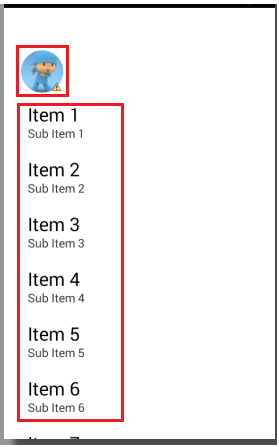 Item 1
Sub Item 1
Item 2
Sub Item 2
Item 3
Sub Item 3
Item 4
Sub Item 4
Item 5
Sub Item 5
Item 6
Sub Item 6